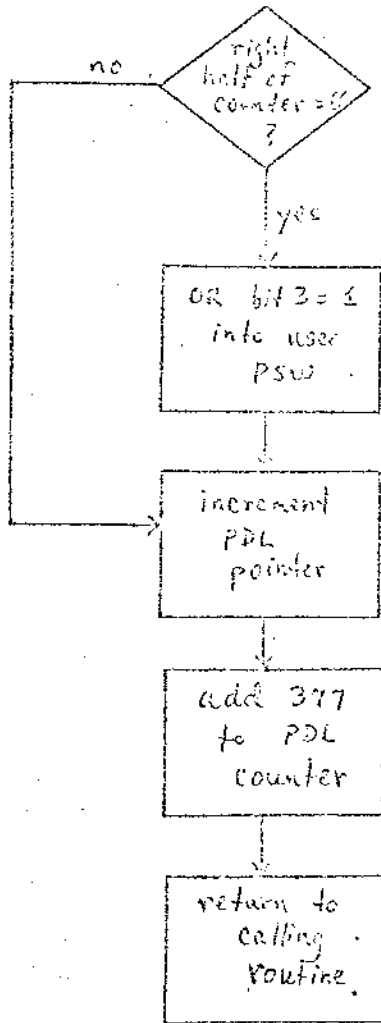 right
half of
counter = 0
?
no
yes
OR bit 3 = 1
into user
PSW
increment
PDL
pointer
add 377
to PDL
counter
return to
calling
routine.